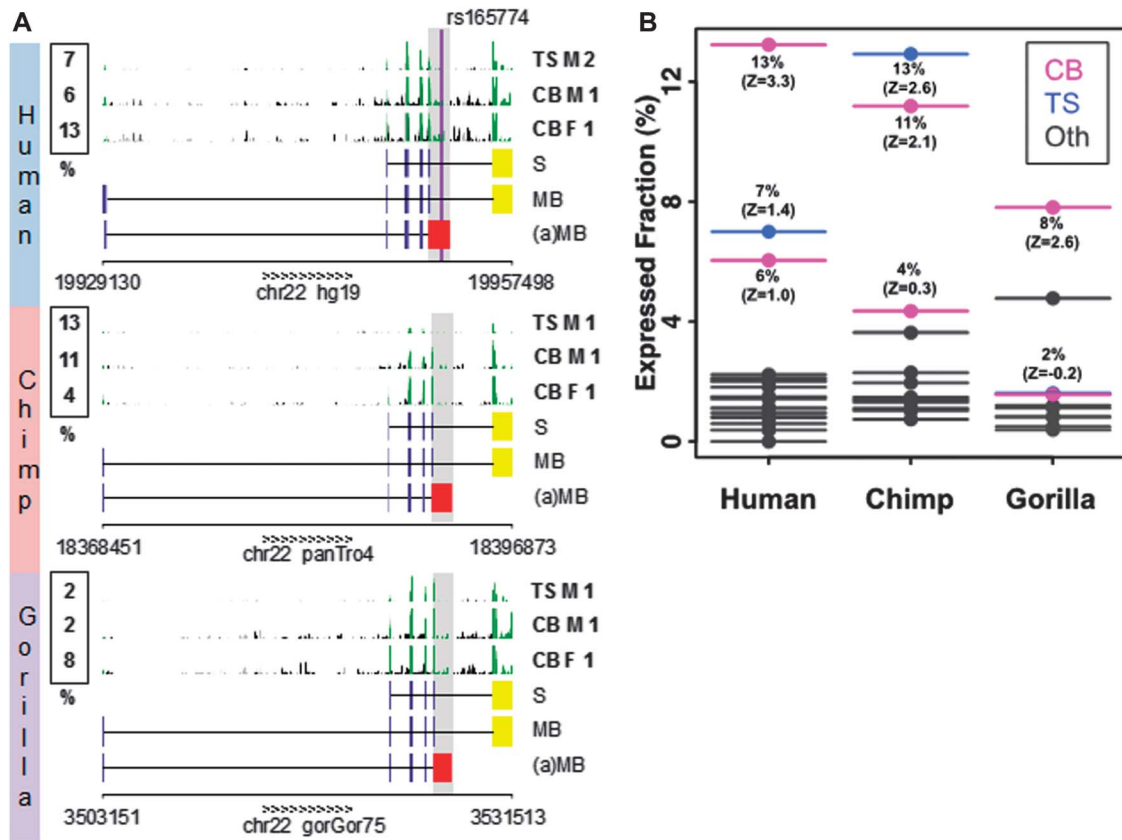 A
rs165774
Human
7
TS M 2
6
CB M 1
13
CB F 1
%
S
MB
(a)MB
19929130
>>>>>>>>>>
19957498
chr22 hg19
Chimp
13
TS M 1
11
CB M 1
4
CB F 1
%
S
MB
(a)MB
18368451
>>>>>>>>>>
18396873
chr22 panTro4
Gorilla
2
TS M 1
2
CB M 1
8
CB F 1
%
S
MB
(a)MB
3503151
>>>>>>>>>>
3531513
chr22 gorGor75
B
Expressed Fraction (%)
12
8
4
0
13%
(Z=3.3)
7%
(Z=1.4)
6%
(Z=1.0)
13%
(Z=2.6)
11%
(Z=2.1)
4%
(Z=0.3)
8%
(Z=2.6)
2%
(Z=-0.2)
CB
TS
Oth
Human
Chimp
Gorilla